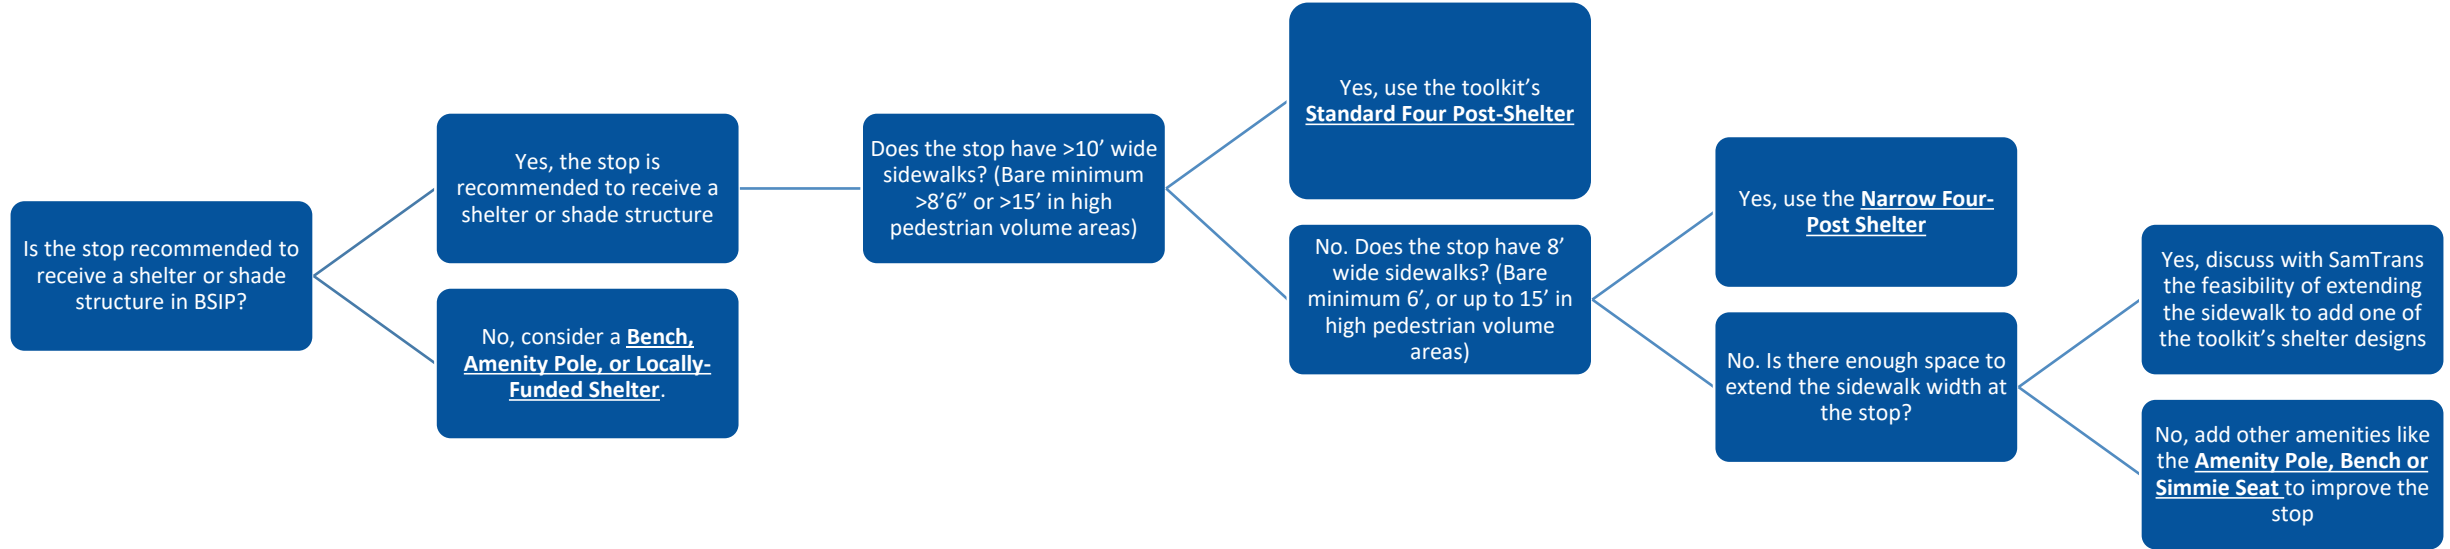 Is the stop recommended to
receive a shelter or shade
structure in BSIP?
Yes, the stop is
recommended to receive a
shelter or shade structure
No, consider a Bench,
Amenity Pole, or Locally-
Funded Shelter.
Does the stop have >10’ wide
sidewalks? (Bare minimum
>8’6” or >15’ in high
pedestrian volume areas)
Yes, use the toolkit’s
Standard Four Post-Shelter
No. Does the stop have 8’
wide sidewalks? (Bare
minimum 6’, or up to 15’ in
high pedestrian volume
areas)
Yes, use the Narrow Four-
Post Shelter
No. Is there enough space to
extend the sidewalk width at
the stop?
Yes, discuss with SamTrans
the feasibility of extending
the sidewalk to add one of
the toolkit’s shelter designs
No, add other amenities like
the Amenity Pole, Bench or
Simmie Seat to improve the
stop